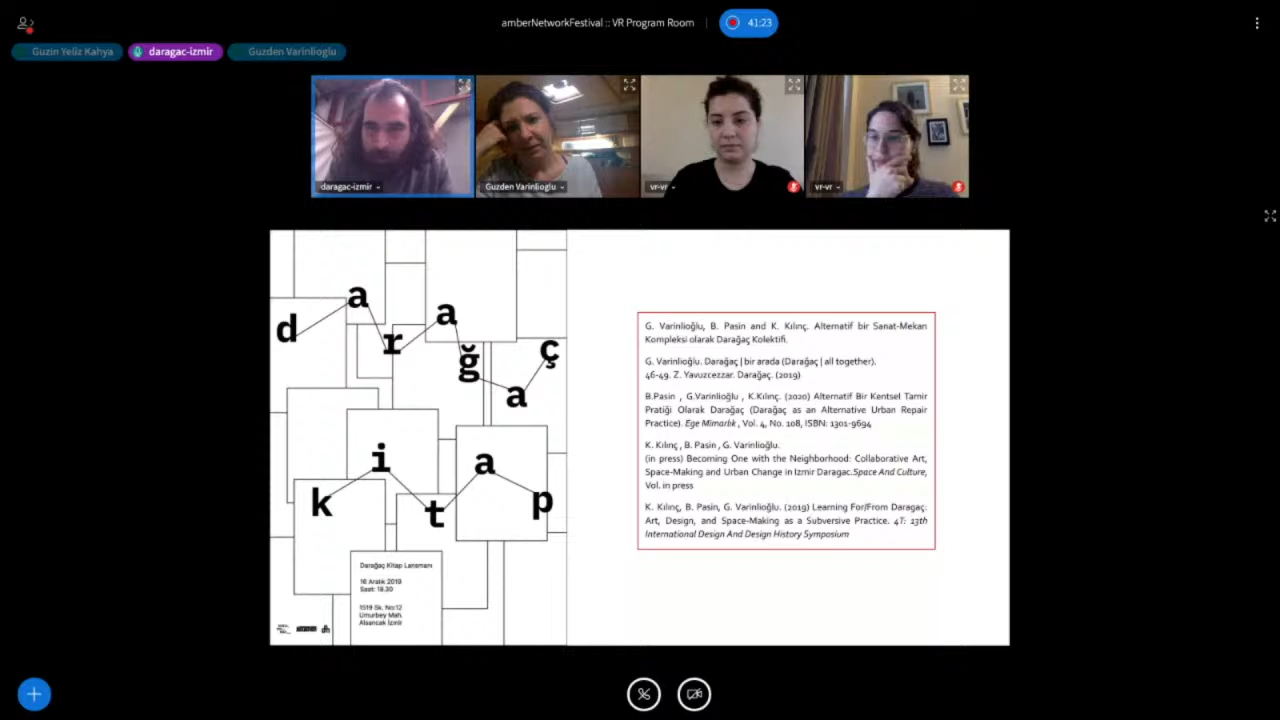 amberNetworkFestival :: VR Program Room
41:23
Guzin Yeliz Kahya
daragac-izmir
Guzden Varinlioglu
daragac-izmir
Guzden Varinlioglu
vr-vr
vr-vr
darağaç
kitap
Darağaç Kitap Lansmanı
16 Aralık 2019
Saat: 18.30
1519 Sk. No:12
Umurbey Mah.
Alsancak İzmir
G. Varinlioğlu, B. Pasin and K. Kılınç. Alternatif bir Sanat-Mekan
Kompleksi olarak Darağaç Kolektifi.
G. Varinlioğlu. Darağaç | bir arada (Darağaç | all together).
46-49. Z. Yavuzcezzar. Darağaç. (2019)
B.Pasin , G.Varinlioğlu , K.Kılınç. (2020) Alternatif Bir Kentsel Tamir
Pratiği Olarak Darağaç (Darağaç as an Alternative Urban Repair
Practice). Ege Mimarlık , Vol. 4, No. 108, ISBN: 1301-9694
K. Kılınç , B. Pasin , G. Varinlioğlu.
(in press) Becoming One with the Neighborhood: Collaborative Art,
Space-Making and Urban Change in Izmir Daragac.Space And Culture,
Vol. in press
K. Kılınç, B. Pasin, G. Varinlioğlu. (2019) Learning For/From Daragaç:
Art, Design, and Space-Making as a Subversive Practice. 4T: 13th
International Design And Design History Symposium